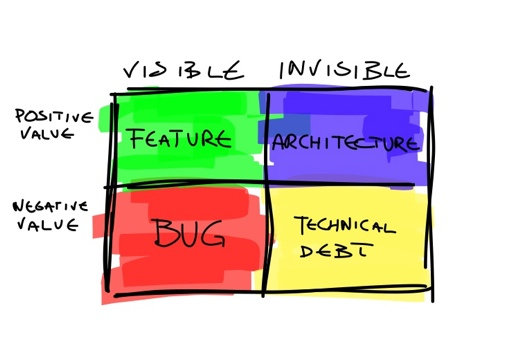 VISIBLE INVISIBLE
POSITIVE
VALUE
FEATURE ARCHITECTURE
NEGATIVE
VALUE
BUG
TECHNICAL
DEBT